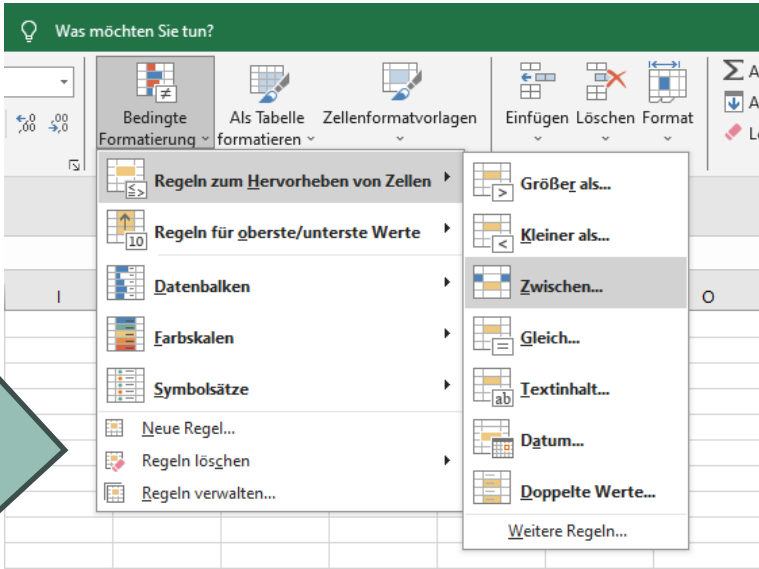 Was möchten Sie tun?
Bedingte Formatierung
Als Tabelle formatieren
Zellenformatvorlagen
Einfügen
Löschen
Format
Regeln zum Hervorheben von Zellen
Regeln für oberste/unterste Werte
Datenbalken
Farbskalen
Symbolsätze
Neue Regel...
Regeln löschen
Regeln verwalten...
Größer als...
Kleiner als...
Zwischen...
Gleich...
Textinhalt...
Datum...
Doppelte Werte...
Weitere Regeln...
I
O